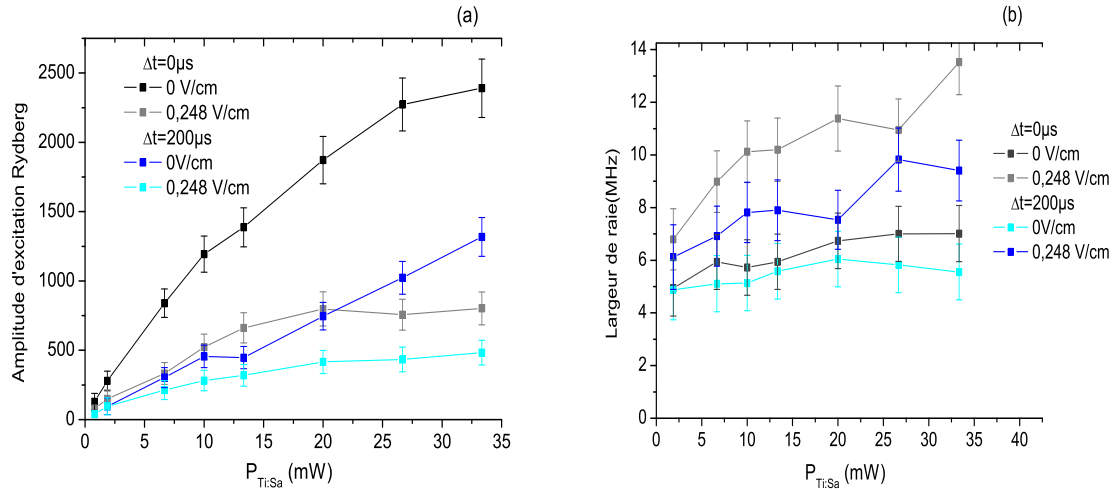 (a)
Amplitude d'excitation Rydberg
2500
2000
1500
1000
500
0
Δt=0µs
0 V/cm
0,248 V/cm
Δt=200µs
0V/cm
0,248 V/cm
0 5 10 15 20 25 30 35
P Ti:Sa (mW)
(b)
Largeur de raie(MHz)
14
12
10
8
6
4
2
0
Δt=0µs
0 V/cm
0,248 V/cm
Δt=200µs
0V/cm
0,248 V/cm
0 5 10 15 20 25 30 35 40
P Ti:Sa (mW)